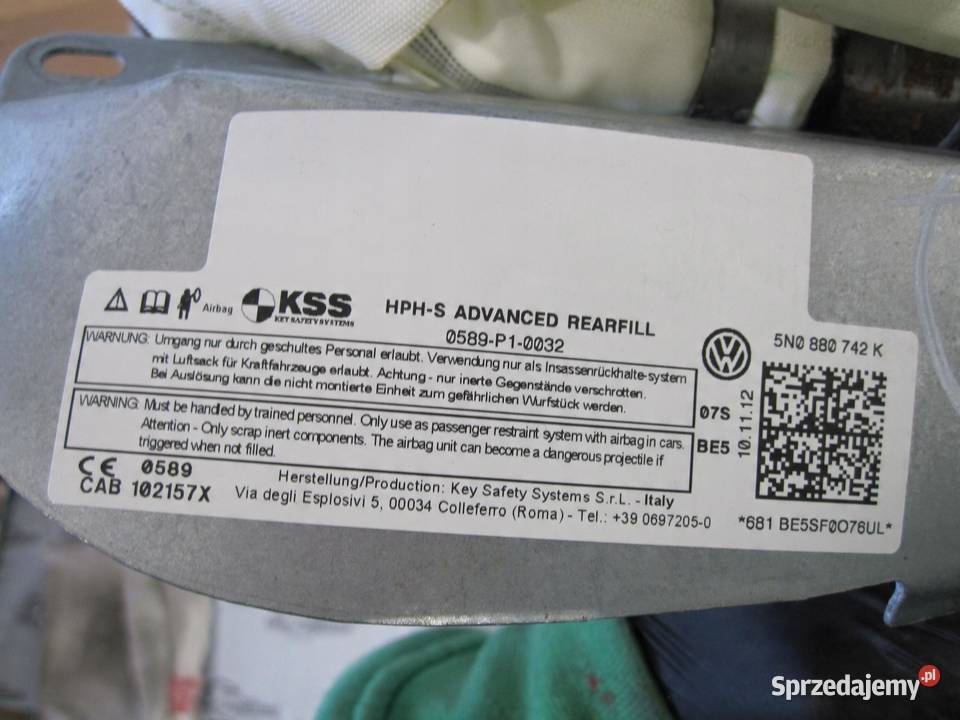 Airbag
KSS
KEY SAFETY SYSTEMS
HPH-S ADVANCED REARFILL
0589-P1-0032
WARNUNG: Umgang nur durch geschultes Personal erlaubt. Verwendung nur als Insassenrückhalte-system
mit Luftsack für Kraftfahrzeuge erlaubt. Achtung - nur inerte Gegenstände verschrotten.
Bei Auslösung kann die nicht montierte Einheit zum gefährlichen Wurfstück werden.
WARNING: Must be handled by trained personnel. Only use as passenger restraint system with airbag in cars.
Attention - Only scrap inert components. The airbag unit can become a dangerous projectile if
triggered when not filled.
CE 0589
CAB 102157X
Herstellung/Production: Key Safety Systems S.r.L. - Italy
Via degli Esplosivi 5, 00034 Colleferro (Roma) - Tel.: +39 0697205-0
VW
5N0 880 742 K
07S
BE5
10.11.12
*681 BE5SF0O76UL*
Sprzedajemy.pl